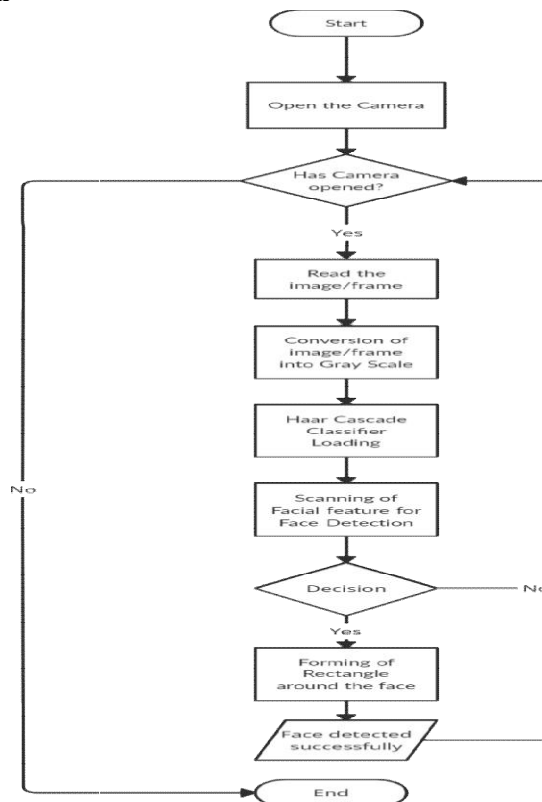 Start
Open the Camera
Has Camera
opened?
Yes
Read the
image/frame
Conversion of
image/frame
into Gray Scale
Haar Cascade
Classifier
Loading
No
Scanning of
Facial feature for
Face Detection
Decision
No
Yes
Forming of
Rectangle
around the face
Face detected
successfully
End